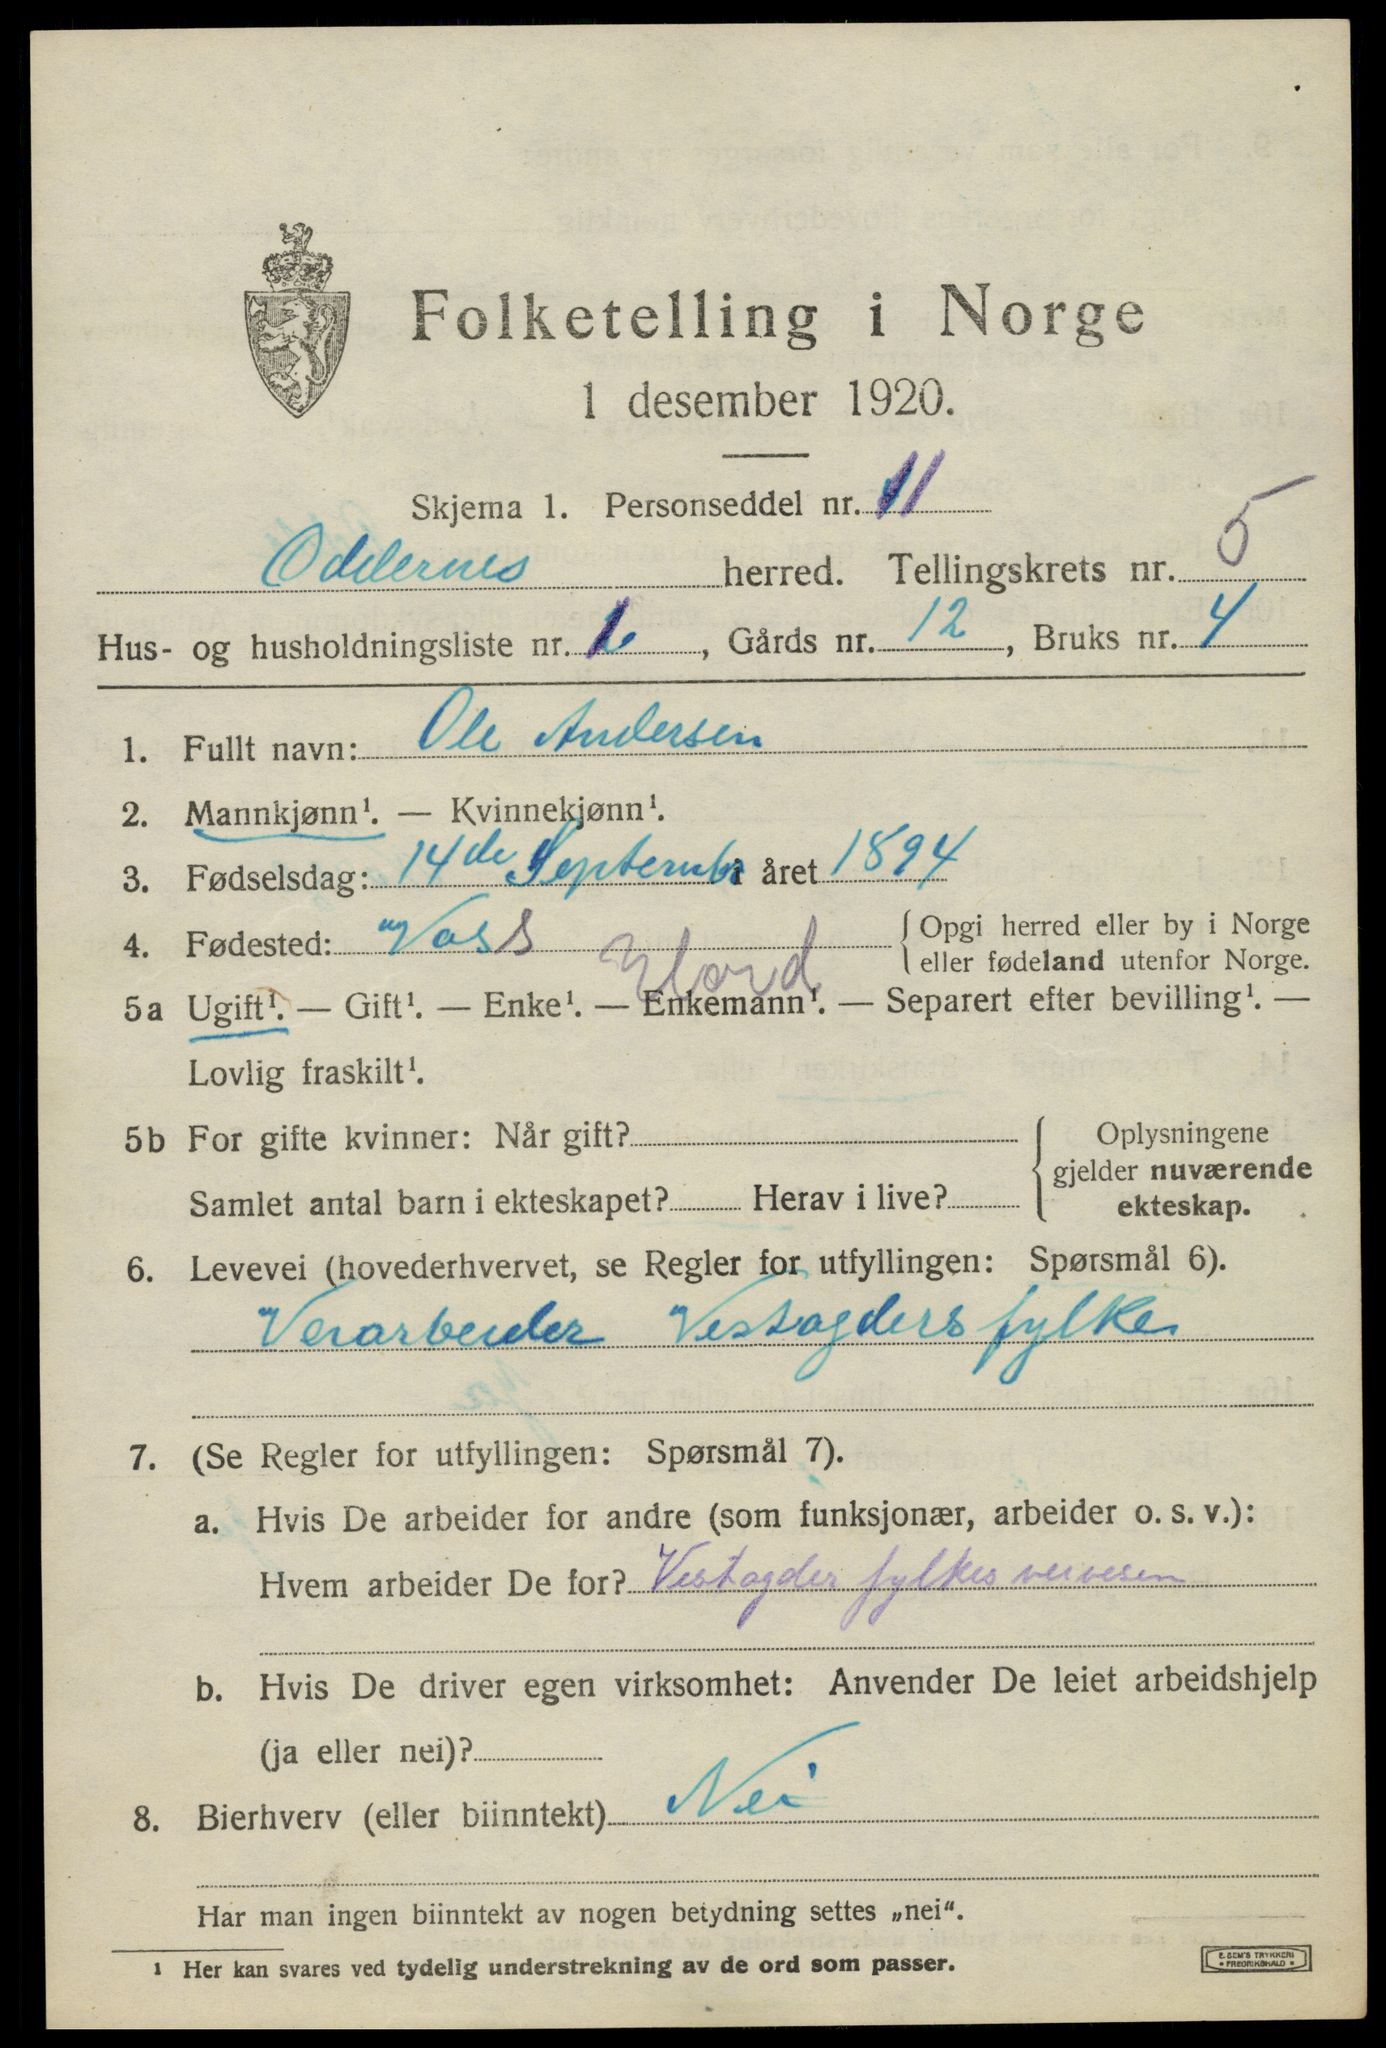 Folketelling i Norge
1 desember 1920.
Skjema 1. Personseddel nr. 11
Oddernes herred. Tellingskrets nr. 5
Hus- og husholdningsliste nr. , Gårds nr. 12, Bruks nr. 4
1. Fullt navn: Ole Andersen
2. Mannkjønn¹. — Kvinnekjønn¹.
3. Fødselsdag: 14de September i året 1894
4. Fødested: Voss { Opgi herred eller by i Norge
eller fødeland utenfor Norge.
Hord
5a Ugift¹. — Gift¹. — Enke¹. — Enkemann¹. — Separert efter bevilling¹. —
Lovlig fraskilt¹.
5b For gifte kvinner: Når gift? { Oplysningene
gjelder nuværende
Samlet antal barn i ekteskapet? Herav i live? ekteskap.
6. Levevei (hovederhvervet, se Regler for utfyllingen: Spørsmål 6).
Veiarbeider Vestagders fylke
7. (Se Regler for utfyllingen: Spørsmål 7).
a. Hvis De arbeider for andre (som funksjonær, arbeider o. s. v.):
Hvem arbeider De for? Vestagder fylkes veivesen
b. Hvis De driver egen virksomhet: Anvender De leiet arbeidshjelp
(ja eller nei)?
8. Bierhverv (eller biinntekt) Nei
Har man ingen biinntekt av nogen betydning settes „nei“.
¹ Her kan svares ved tydelig understrekning av de ord som passer.
E. SEM'S TRYKKERI
• FREDRIKSHALD •